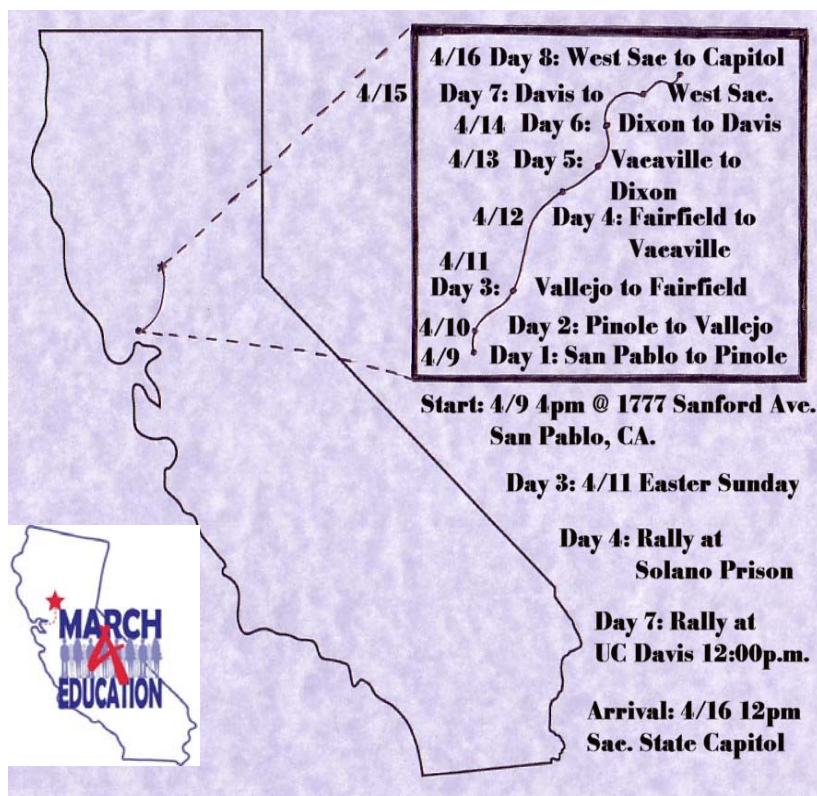 4/16 Day 8: West Sac to Capitol
4/15 Day 7: Davis to West Sac.
4/14 Day 6: Dixon to Davis
4/13 Day 5: Vacaville to
Dixon
4/12 Day 4: Fairfield to
Vacaville
4/11
Day 3: Vallejo to Fairfield
4/10 Day 2: Pinole to Vallejo
4/9 Day 1: San Pablo to Pinole
Start: 4/9 4pm @ 1777 Sanford Ave.
San Pablo, CA.
Day 3: 4/11 Easter Sunday
Day 4: Rally at
Solano Prison
Day 7: Rally at
UC Davis 12:00p.m.
Arrival: 4/16 12pm
Sac. State Capitol
MARCH
4
EDUCATION